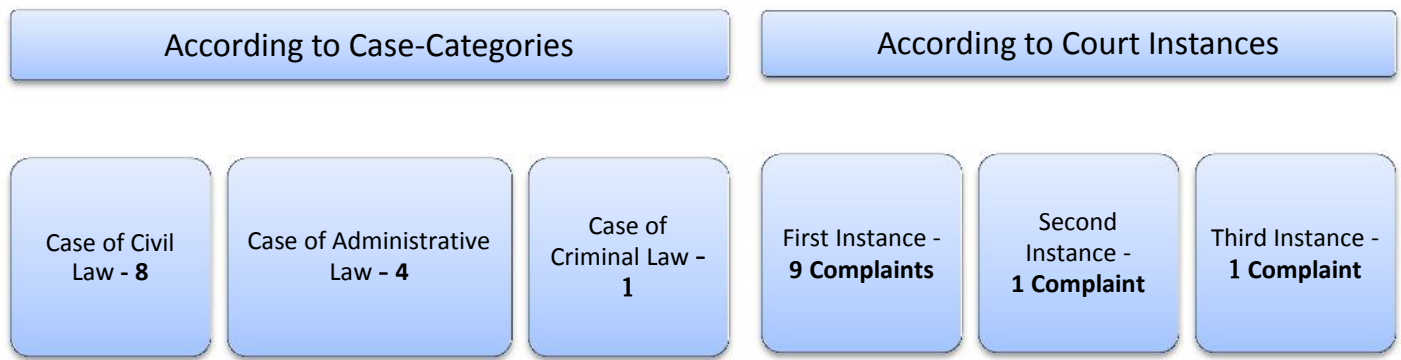 According to Case-Categories
According to Court Instances
Case of Civil
Law - 8
Case of Administrative
Law - 4
Case of
Criminal Law -
1
First Instance -
9 Complaints
Second
Instance -
1 Complaint
Third Instance -
1 Complaint